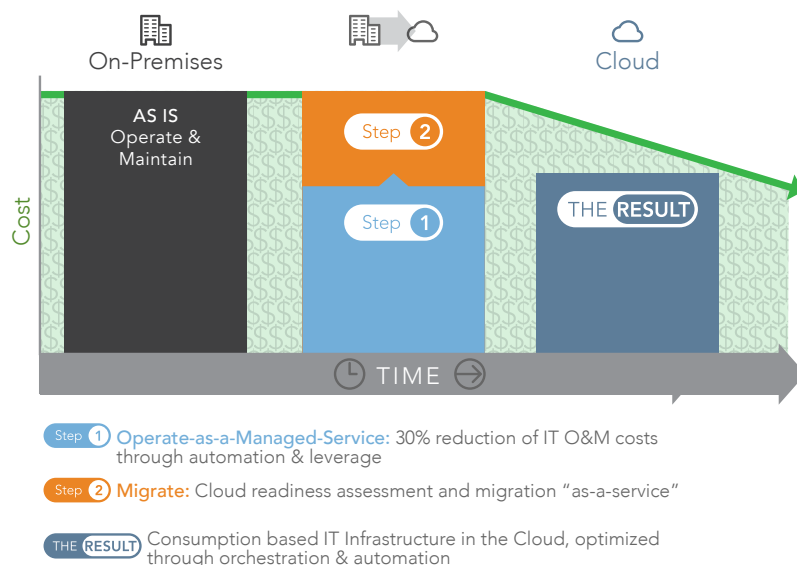 On-Premises
Cloud
AS IS
Operate &
Maintain
Step 2
Step 1
THE RESULT
Cost
TIME
Step 1 Operate-as-a-Managed-Service: 30% reduction of IT O&M costs
through automation & leverage
Step 2 Migrate: Cloud readiness assessment and migration “as-a-service”
THE RESULT Consumption based IT Infrastructure in the Cloud, optimized
through orchestration & automation